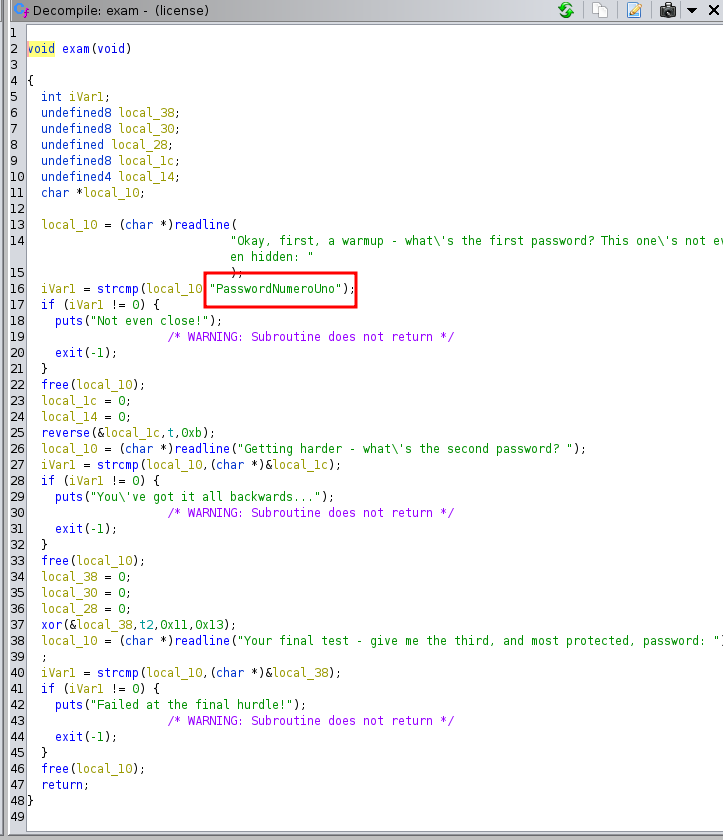 Decompile: exam - (license)
1
2 void exam(void)
3
4 {
5 int iVar1;
6 undefined8 local_38;
7 undefined8 local_30;
8 undefined local_28;
9 undefined8 local_1c;
10 undefined4 local_14;
11 char *local_10;
12
13 local_10 = (char *)readline(
14 "Okay, first, a warmup - what\'s the first password? This one\'s not ev
en hidden: "
15 );
16 iVar1 = strcmp(local_10,"PasswordNumeroUno");
17 if (iVar1 != 0) {
18 puts("Not even close!");
19 /* WARNING: Subroutine does not return */
20 exit(-1);
21 }
22 free(local_10);
23 local_1c = 0;
24 local_14 = 0;
25 reverse(&local_1c,t,0xb);
26 local_10 = (char *)readline("Getting harder - what\'s the second password? ");
27 iVar1 = strcmp(local_10,(char *)&local_1c);
28 if (iVar1 != 0) {
29 puts("You\'ve got it all backwards...");
30 /* WARNING: Subroutine does not return */
31 exit(-1);
32 }
33 free(local_10);
34 local_38 = 0;
35 local_30 = 0;
36 local_28 = 0;
37 xor(&local_38,t2,0x11,0x13);
38 local_10 = (char *)readline("Your final test - give me the third, and most protected, password: ")
39 ;
40 iVar1 = strcmp(local_10,(char *)&local_38);
41 if (iVar1 != 0) {
42 puts("Failed at the final hurdle!");
43 /* WARNING: Subroutine does not return */
44 exit(-1);
45 }
46 free(local_10);
47 return;
48 }
49